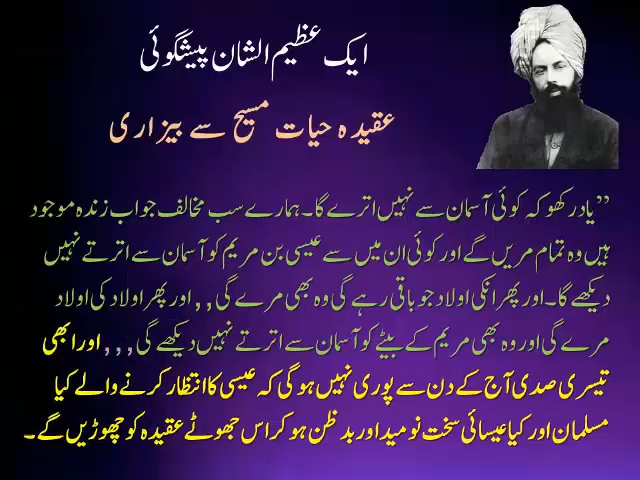 ایک عظیم الشان پیشگوئی
عقیدہ حیات مسیح سے بیزاری
”یاد رکھو کہ کوئی آسمان سے نہیں اترے گا۔ ہمارے سب مخالف جو اب زندہ موجود
ہیں وہ تمام مریں گے اور کوئی ان میں سے عیسیٰ بن مریم کو آسمان سے اترتے نہیں
دیکھے گا۔ اور پھر انکی اولاد جو باقی رہے گی وہ بھی مرے گی ,, اور پھر اولاد کی اولاد
مرے گی اور وہ بھی مریم کے بیٹے کو آسمان سے اترتے نہیں دیکھے گی , , , اور ابھی
تیسری صدی آج کے دن سے پوری نہیں ہو گی کہ عیسیٰ کا انتظار کرنے والے کیا
مسلمان اور کیا عیسائی سخت نومید اور بدظن ہو کر اس جھوٹے عقیدہ کو چھوڑیں گے۔